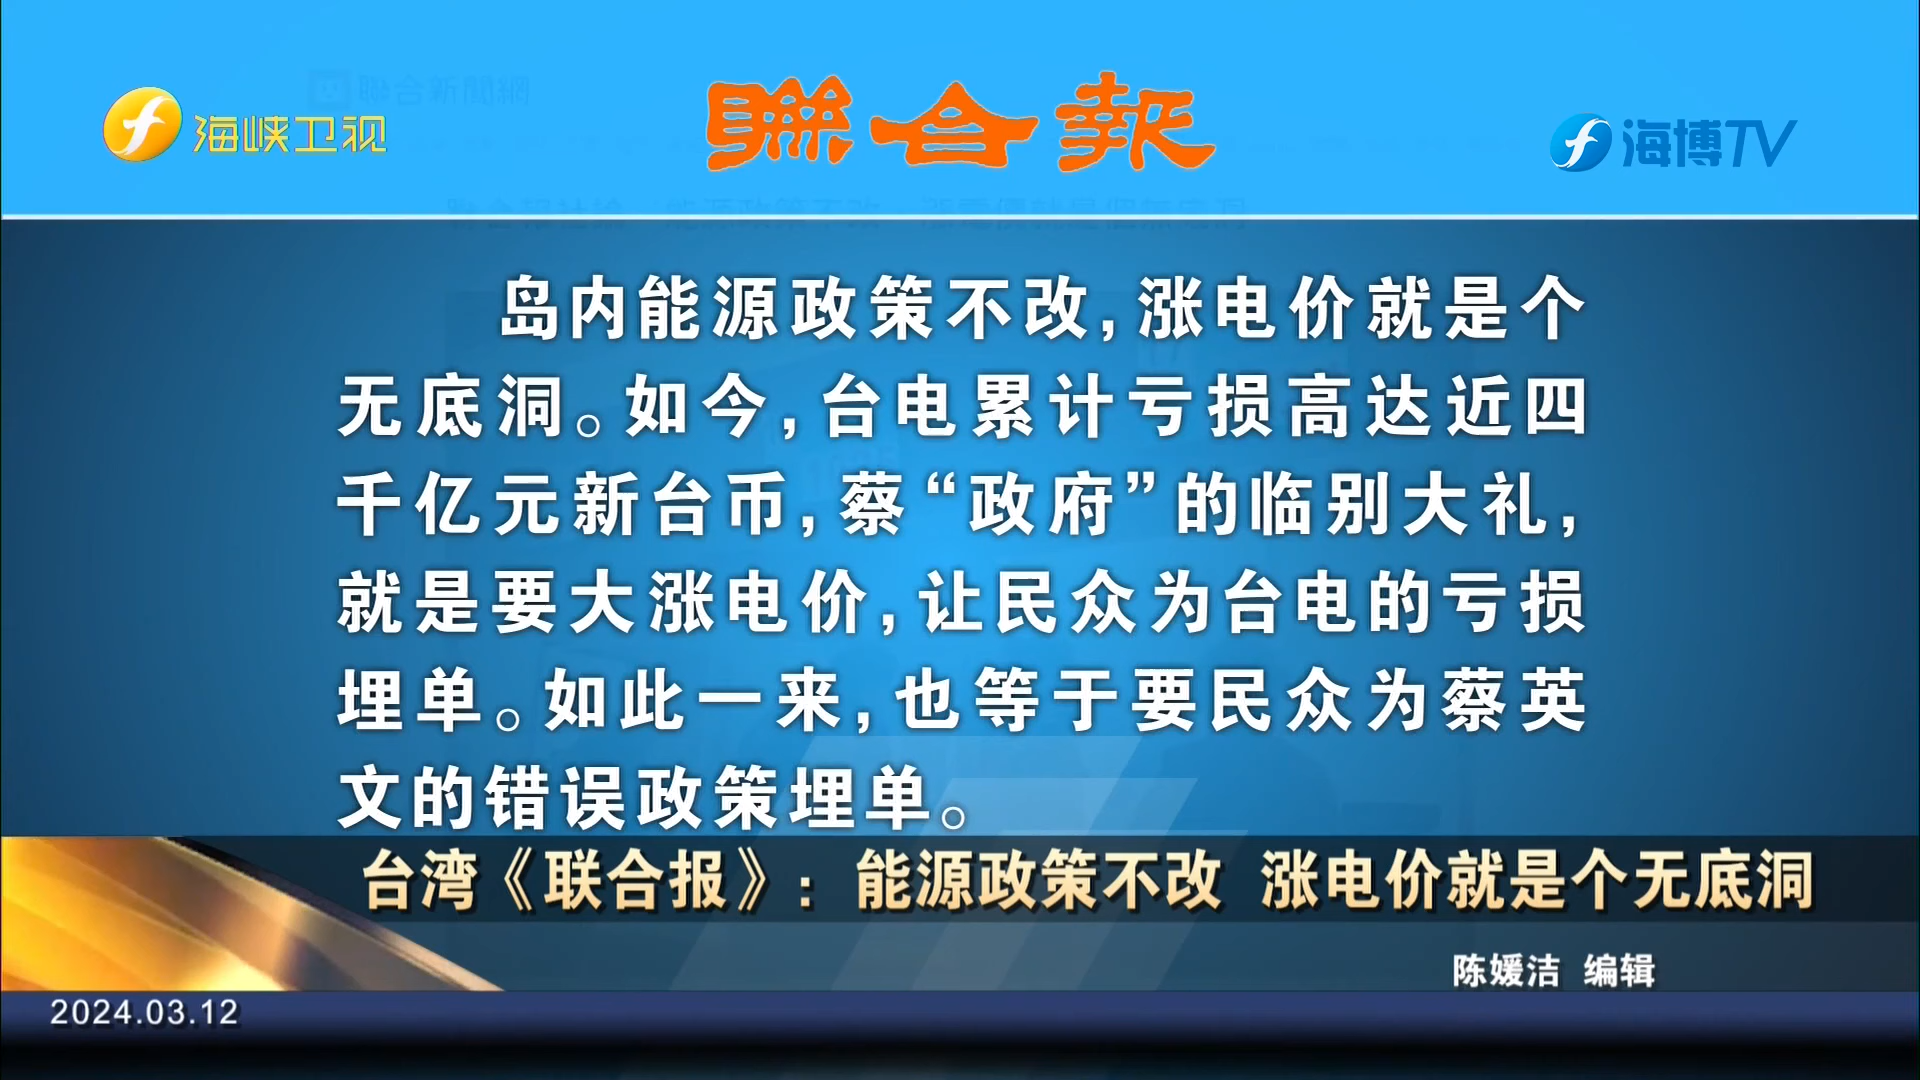 海峡卫视
聯合報
海博TV
聯合新聞網
岛内能源政策不改,涨电价就是个
无底洞。如今,台电累计亏损高达近四
千亿元新台币,蔡“政府”的临别大礼,
就是要大涨电价,让民众为台电的亏损
埋单。如此一来,也等于要民众为蔡英
文的错误政策埋单。
台湾《联合报》:能源政策不改 涨电价就是个无底洞
陈媛洁 编辑
2024.03.12